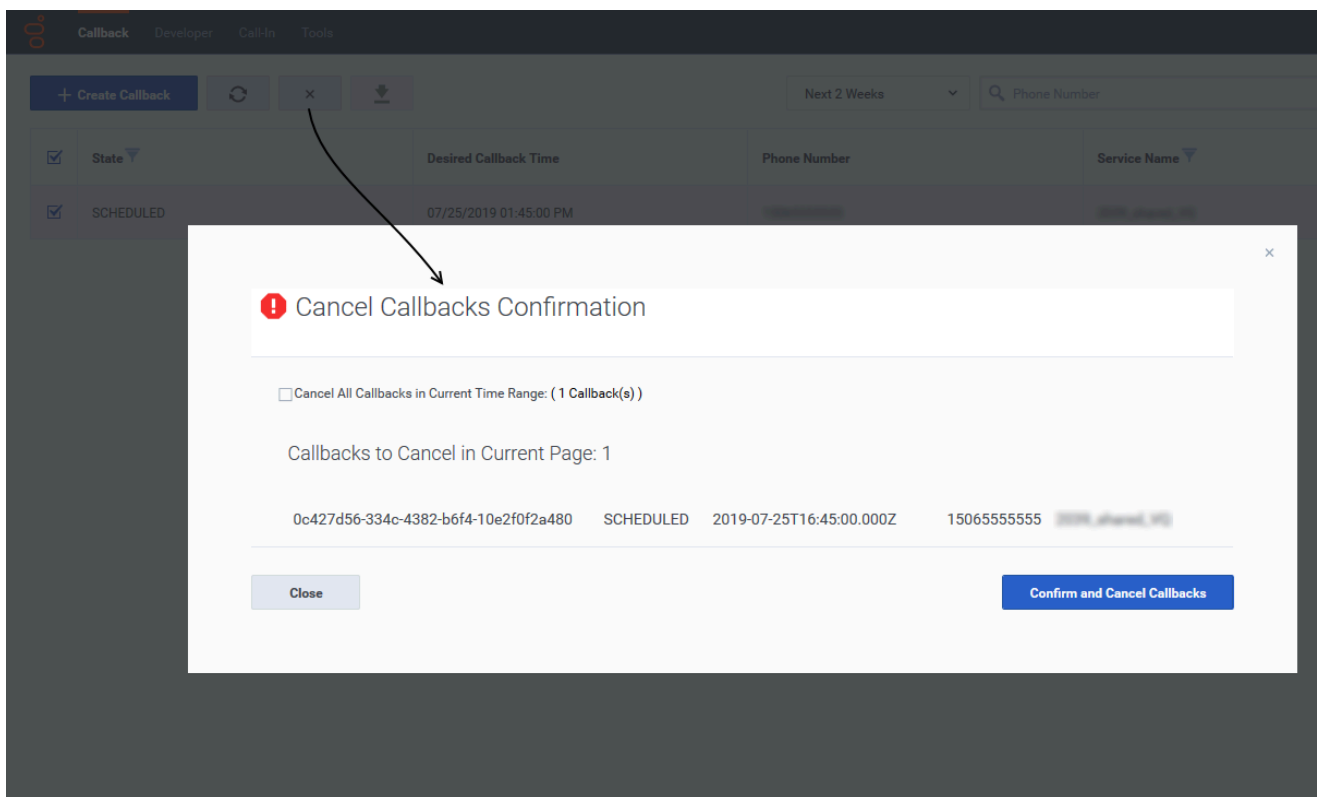 Callback Developer Call-In Tools
+ Create Callback Next 2 Weeks Phone Number
State Desired Callback Time Phone Number Service Name
SCHEDULED 07/25/2019 01:45:00 PM
Cancel Callbacks Confirmation
Cancel All Callbacks in Current Time Range: ( 1 Callback(s) )
Callbacks to Cancel in Current Page: 1
0c427d56-334c-4382-b6f4-10e2f0f2a480 SCHEDULED 2019-07-25T16:45:00.000Z 15065555555
Close Confirm and Cancel Callbacks